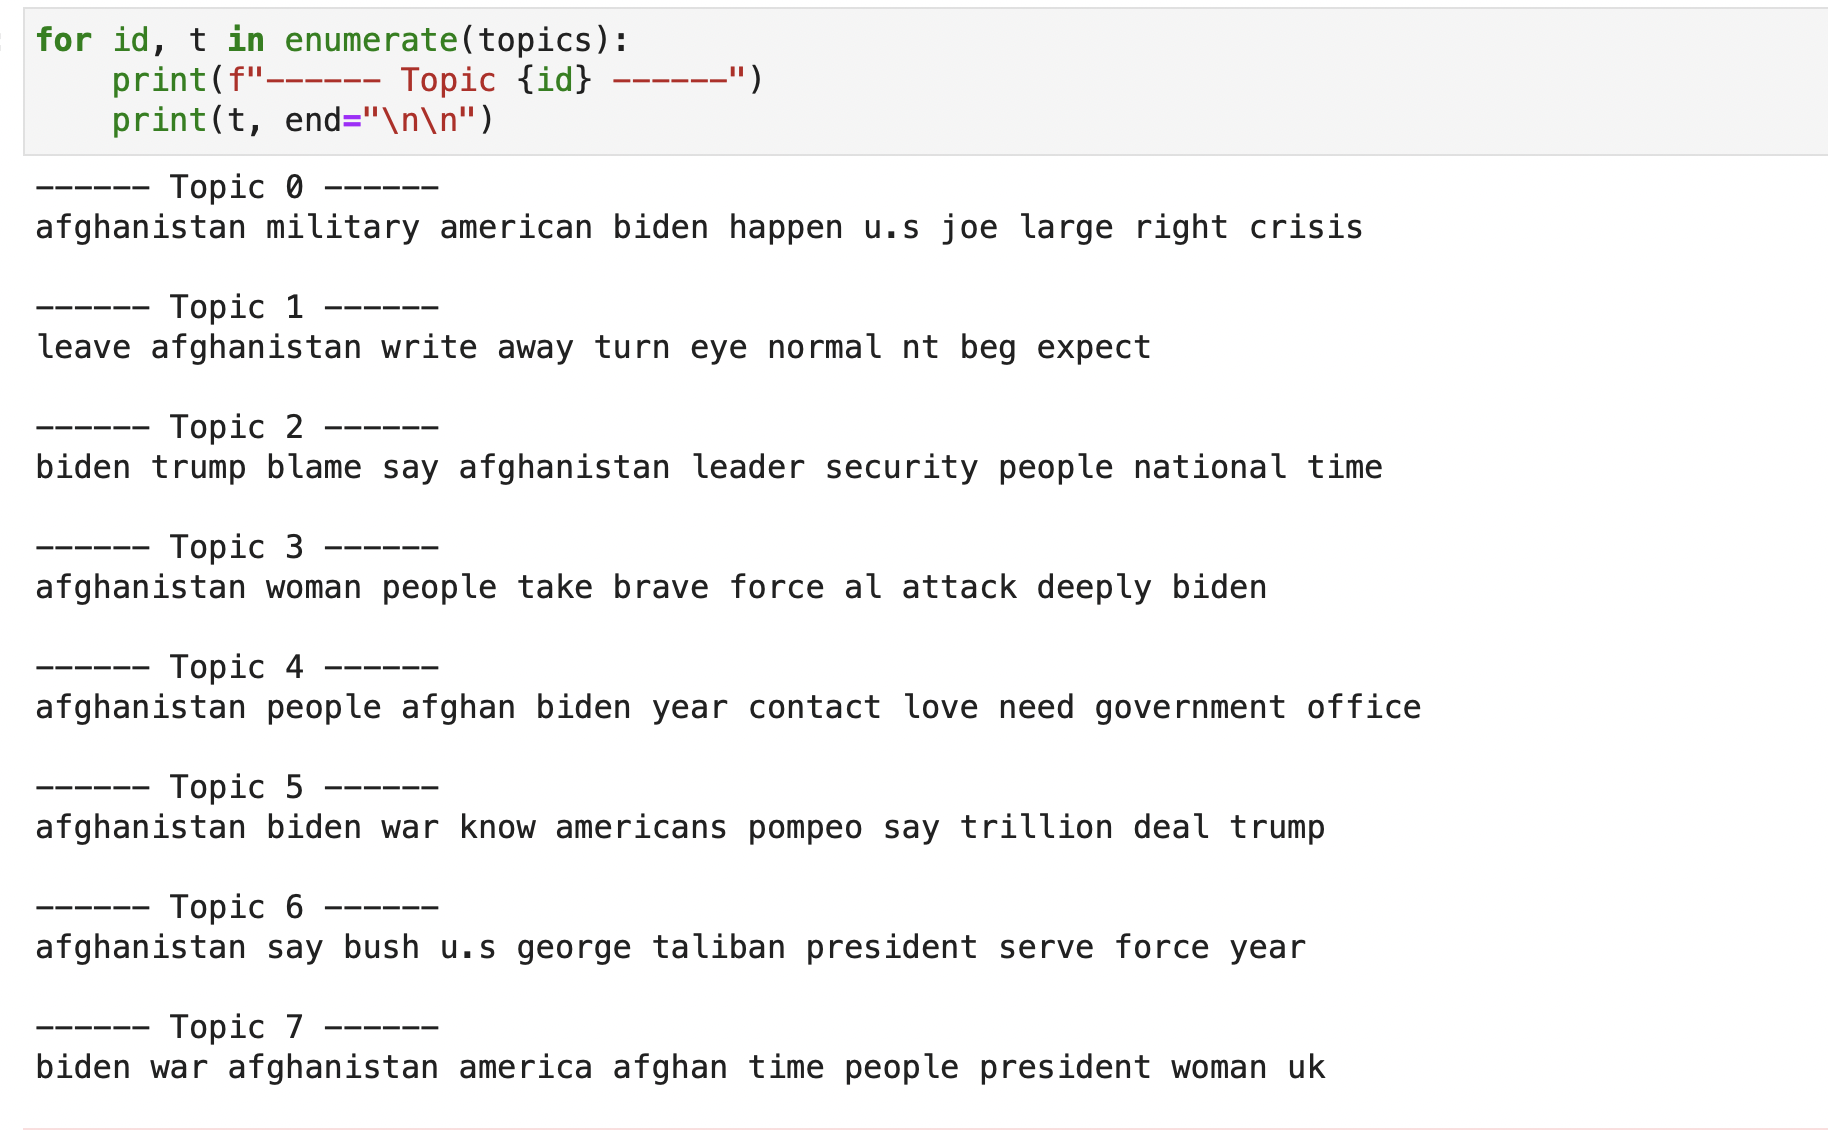 for id, t in enumerate(topics):
    print(f"------ Topic {id} ------")
    print(t, end="\n\n")
------ Topic 0 ------
afghanistan military american biden happen u.s joe large right crisis
------ Topic 1 ------
leave afghanistan write away turn eye normal nt beg expect
------ Topic 2 ------
biden trump blame say afghanistan leader security people national time
------ Topic 3 ------
afghanistan woman people take brave force al attack deeply biden
------ Topic 4 ------
afghanistan people afghan biden year contact love need government office
------ Topic 5 ------
afghanistan biden war know americans pompeo say trillion deal trump
------ Topic 6 ------
afghanistan say bush u.s george taliban president serve force year
------ Topic 7 ------
biden war afghanistan america afghan time people president woman uk